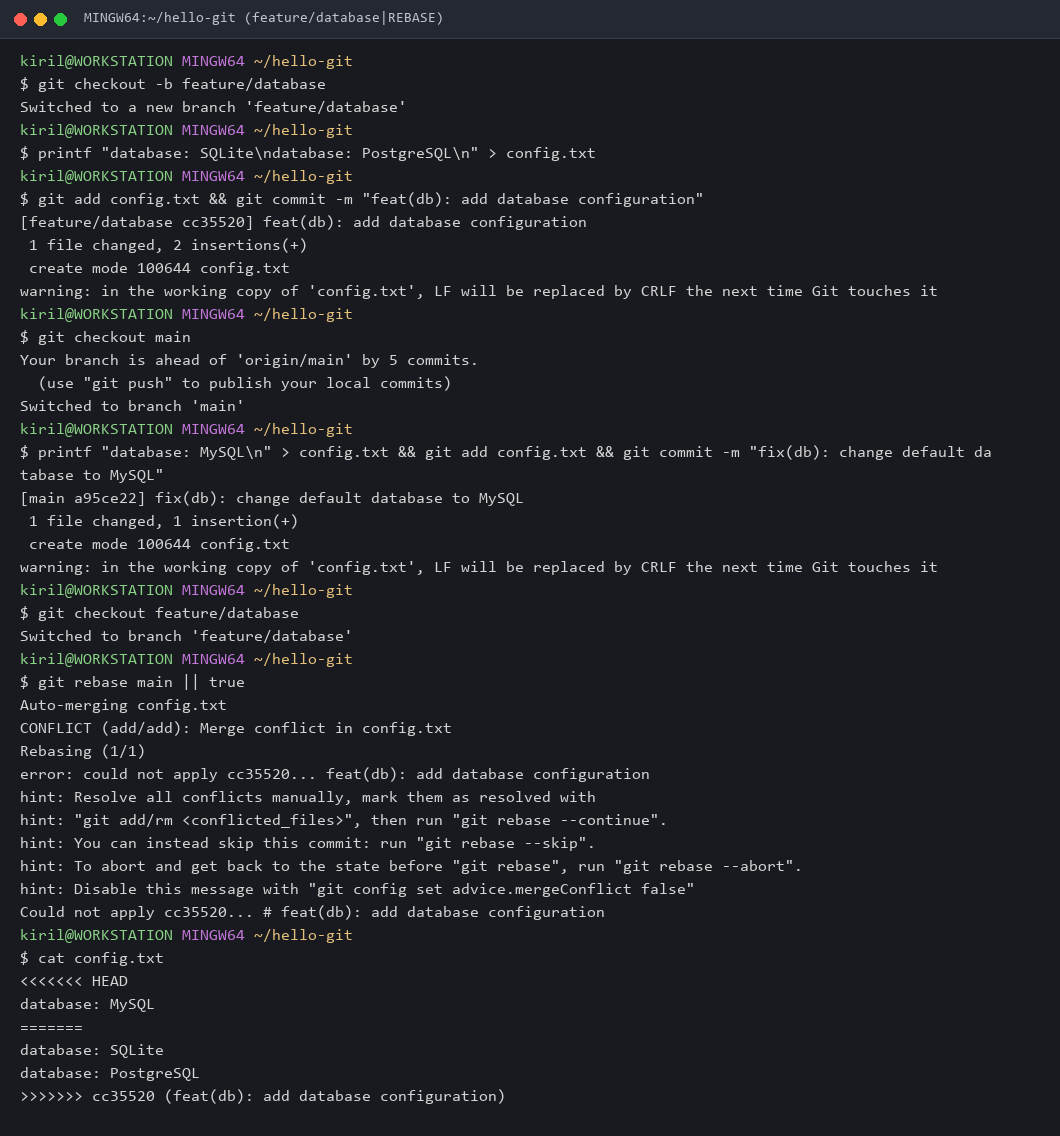 MINGW64:~/hello-git (feature/database|REBASE)
kiril@WORKSTATION MINGW64 ~/hello-git
$ git checkout -b feature/database
Switched to a new branch 'feature/database'
kiril@WORKSTATION MINGW64 ~/hello-git
$ printf "database: SQLite\ndatabase: PostgreSQL\n" > config.txt
kiril@WORKSTATION MINGW64 ~/hello-git
$ git add config.txt && git commit -m "feat(db): add database configuration"
[feature/database cc35520] feat(db): add database configuration
 1 file changed, 2 insertions(+)
 create mode 100644 config.txt
warning: in the working copy of 'config.txt', LF will be replaced by CRLF the next time Git touches it
kiril@WORKSTATION MINGW64 ~/hello-git
$ git checkout main
Your branch is ahead of 'origin/main' by 5 commits.
  (use "git push" to publish your local commits)
Switched to branch 'main'
kiril@WORKSTATION MINGW64 ~/hello-git
$ printf "database: MySQL\n" > config.txt && git add config.txt && git commit -m "fix(db): change default da
tabase to MySQL"
[main a95ce22] fix(db): change default database to MySQL
 1 file changed, 1 insertion(+)
 create mode 100644 config.txt
warning: in the working copy of 'config.txt', LF will be replaced by CRLF the next time Git touches it
kiril@WORKSTATION MINGW64 ~/hello-git
$ git checkout feature/database
Switched to branch 'feature/database'
kiril@WORKSTATION MINGW64 ~/hello-git
$ git rebase main || true
Auto-merging config.txt
CONFLICT (add/add): Merge conflict in config.txt
Rebasing (1/1)
error: could not apply cc35520... feat(db): add database configuration
hint: Resolve all conflicts manually, mark them as resolved with
hint: "git add/rm <conflicted_files>", then run "git rebase --continue".
hint: You can instead skip this commit: run "git rebase --skip".
hint: To abort and get back to the state before "git rebase", run "git rebase --abort".
hint: Disable this message with "git config set advice.mergeConflict false"
Could not apply cc35520... # feat(db): add database configuration
kiril@WORKSTATION MINGW64 ~/hello-git
$ cat config.txt
<<<<<<< HEAD
database: MySQL
=======
database: SQLite
database: PostgreSQL
>>>>>>> cc35520 (feat(db): add database configuration)